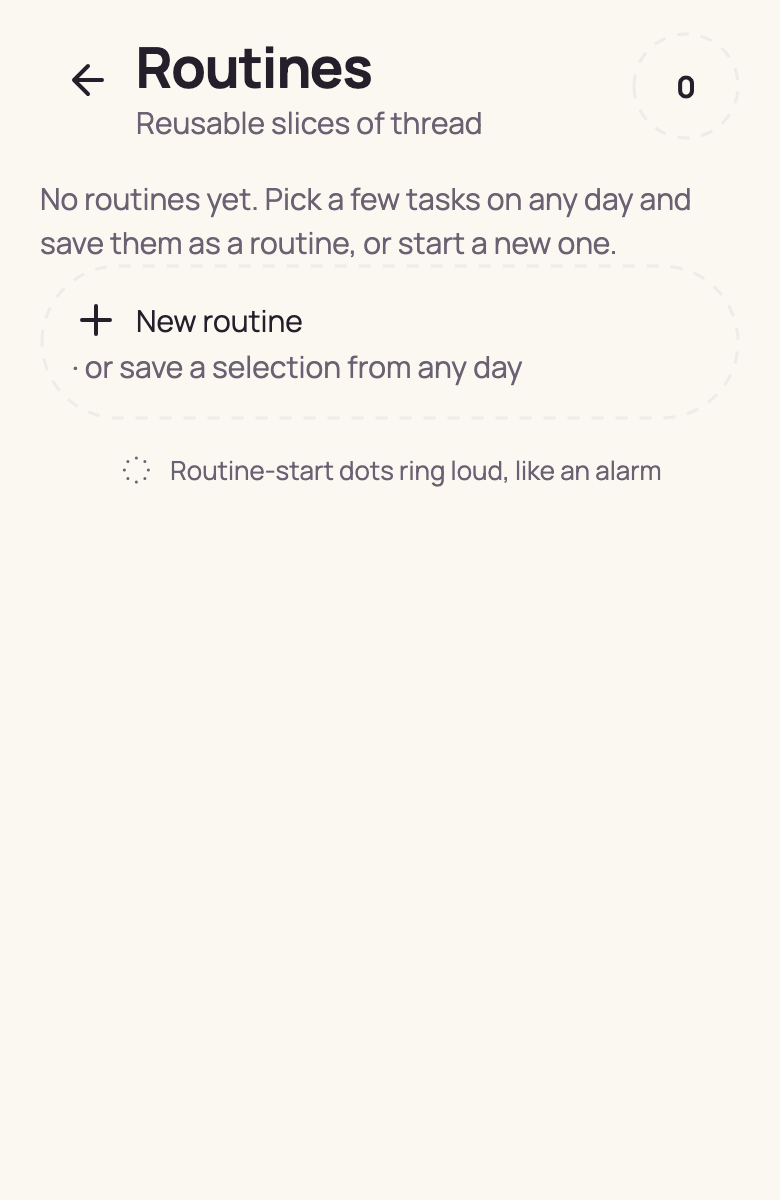 Routines
Reusable slices of thread
0
No routines yet. Pick a few tasks on any day and
save them as a routine, or start a new one.
New routine
· or save a selection from any day
Routine-start dots ring loud, like an alarm